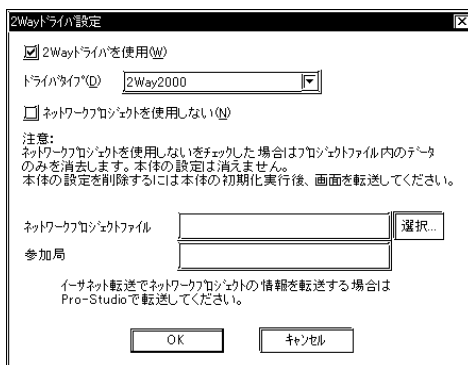 2Wayﾄﾞﾗｲﾊﾞ設定
2Wayﾄﾞﾗｲﾊﾞを使用(W)
ﾄﾞﾗｲﾊﾞﾀｲﾌﾟ(D)
2Way2000
ﾈｯﾄﾜｰｸﾌﾟﾛｼﾞｪｸﾄを使用しない(N)
注意:
ﾈｯﾄﾜｰｸﾌﾟﾛｼﾞｪｸﾄを使用しないをﾁｪｯｸした場合はﾌﾟﾛｼﾞｪｸﾄﾌｧｲﾙ内のﾃﾞｰﾀ
のみを消去します。本体の設定は消えません。
本体の設定を削除するには本体の初期化実行後、画面を転送してください。
ﾈｯﾄﾜｰｸﾌﾟﾛｼﾞｪｸﾄﾌｧｲﾙ
選択...
参加局
ｲｰｻﾈｯﾄ転送でﾈｯﾄﾜｰｸﾌﾟﾛｼﾞｪｸﾄの情報を転送する場合は
Pro-Studioで転送してください。
OK
ｷｬﾝｾﾙ